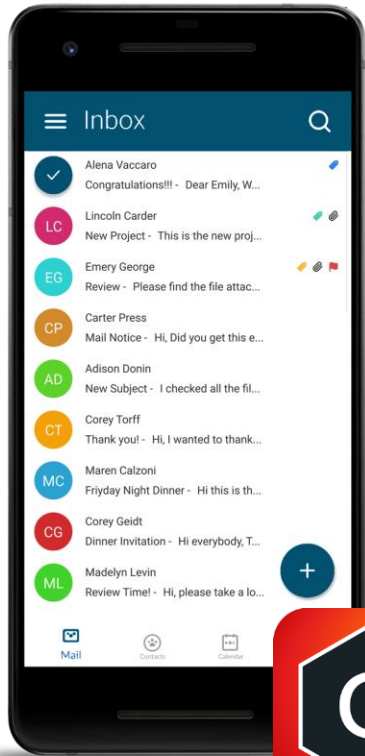 Inbox
Alena Vaccaro
Congratulations!!! - Dear Emily, W...
LC
Lincoln Carder
New Project - This is the new proj...
EG
Emery George
Review - Please find the file attac...
CP
Carter Press
Mail Notice - Hi, Did you get this e...
AD
Adison Donin
New Subject - I checked all the fil...
CT
Corey Torff
Thank you! - Hi, I wanted to thank...
MC
Maren Calzoni
Friyday Night Dinner - Hi this is th...
CG
Corey Geidt
Dinner Invitation - Hi everybody, T...
ML
Madelyn Levin
Review Time! - Hi, please take a lo...
Mail Contacts Calendar